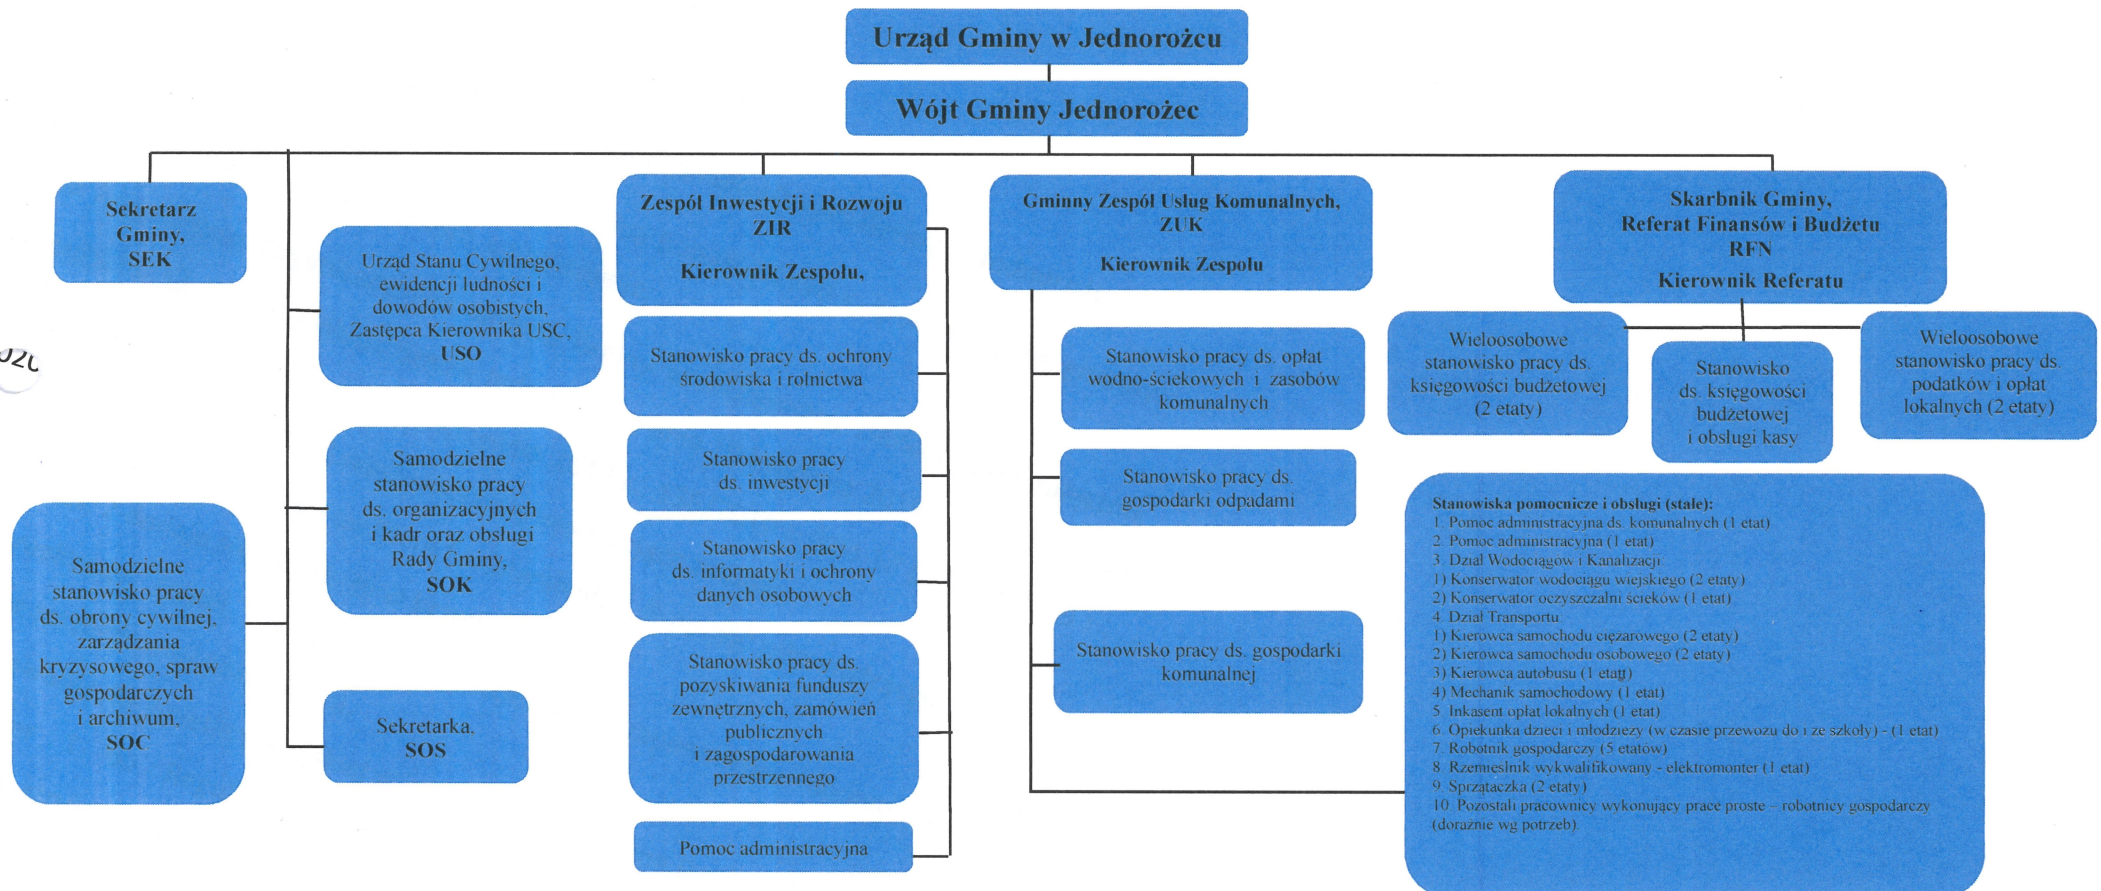 Urząd Gminy w Jednorożcu
Wójt Gminy Jednorożec
Sekretarz
Gminy,
SEK
Urząd Stanu Cywilnego,
ewidencji ludności i
dowodów osobistych,
Zastępca Kierownika USC,
USO
Samodzielne
stanowisko pracy
ds. organizacyjnych
i kadr oraz obsługi
Rady Gminy,
SOK
Samodzielne
stanowisko pracy
ds. obrony cywilnej,
zarządzania
kryzysowego, spraw
gospodarczych
i archiwum,
SOC
Sekretarka,
SOS
Zespół Inwestycji i Rozwoju
ZIR
Kierownik Zespołu,
Stanowisko pracy ds. ochrony
środowiska i rolnictwa
Stanowisko pracy
ds. inwestycji
Stanowisko pracy
ds. informatyki i ochrony
danych osobowych
Stanowisko pracy ds.
pozyskiwania funduszy
zewnętrznych, zamówień
publicznych
i zagospodarowania
przestrzennego
Pomoc administracyjna
Gminny Zespół Usług Komunalnych,
ZUK
Kierownik Zespołu
Stanowisko pracy ds. opłat
wodno-ściekowych i zasobów
komunalnych
Stanowisko pracy ds.
gospodarki odpadami
Stanowisko pracy ds. gospodarki
komunalnej
Skarbnik Gminy,
Referat Finansów i Budżetu
RFN
Kierownik Referatu
Wieloosobowe
stanowisko pracy ds.
księgowości budżetowej
(2 etaty)
Stanowisko
ds. księgowości
budżetowej
i obsługi kasy
Wieloosobowe
stanowisko pracy ds.
podatków i opłat
lokalnych (2 etaty)
Stanowiska pomocnicze i obsługi (stałe):
1. Pomoc administracyjna ds. komunalnych (1 etat)
2. Pomoc administracyjna (1 etat)
3. Dział Wodociągów i Kanalizacji:
1) Konserwator wodociągu wiejskiego (2 etaty)
2) Konserwator oczyszczalni ścieków (1 etat)
4. Dział Transportu:
1) Kierowca samochodu ciężarowego (2 etaty)
2) Kierowca samochodu osobowego (2 etaty)
3) Kierowca autobusu (1 etatt)
4) Mechanik samochodowy (1 etat)
5. Inkasent opłat lokalnych (1 etat)
6. Opiekunka dzieci i młodzieży (w czasie przewozu do i ze szkoły) - (1 etat)
7. Robotnik gospodarczy (5 etatów)
8. Rzemieślnik wykwalifikowany - elektromonter (1 etat)
9. Sprzątaczka (2 etaty)
10. Pozostali pracownicy wykonujący prace proste – robotnicy gospodarczy
(doraźnie wg potrzeb).